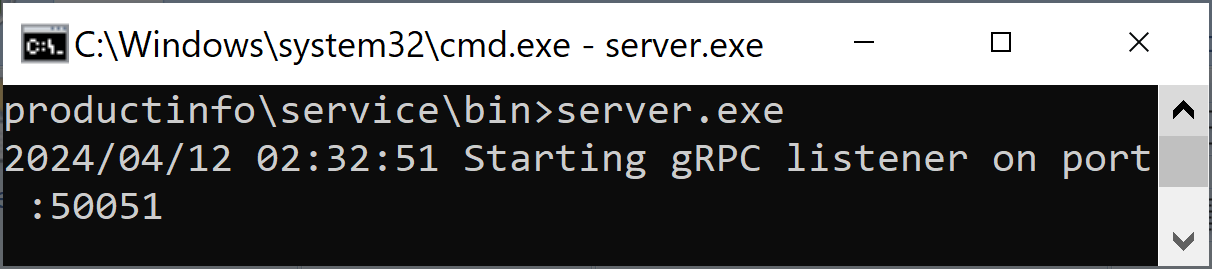 C:\Windows\system32\cmd.exe - server.exe
productinfo\service\bin>server.exe
2024/04/12 02:32:51 Starting gRPC listener on port
:50051